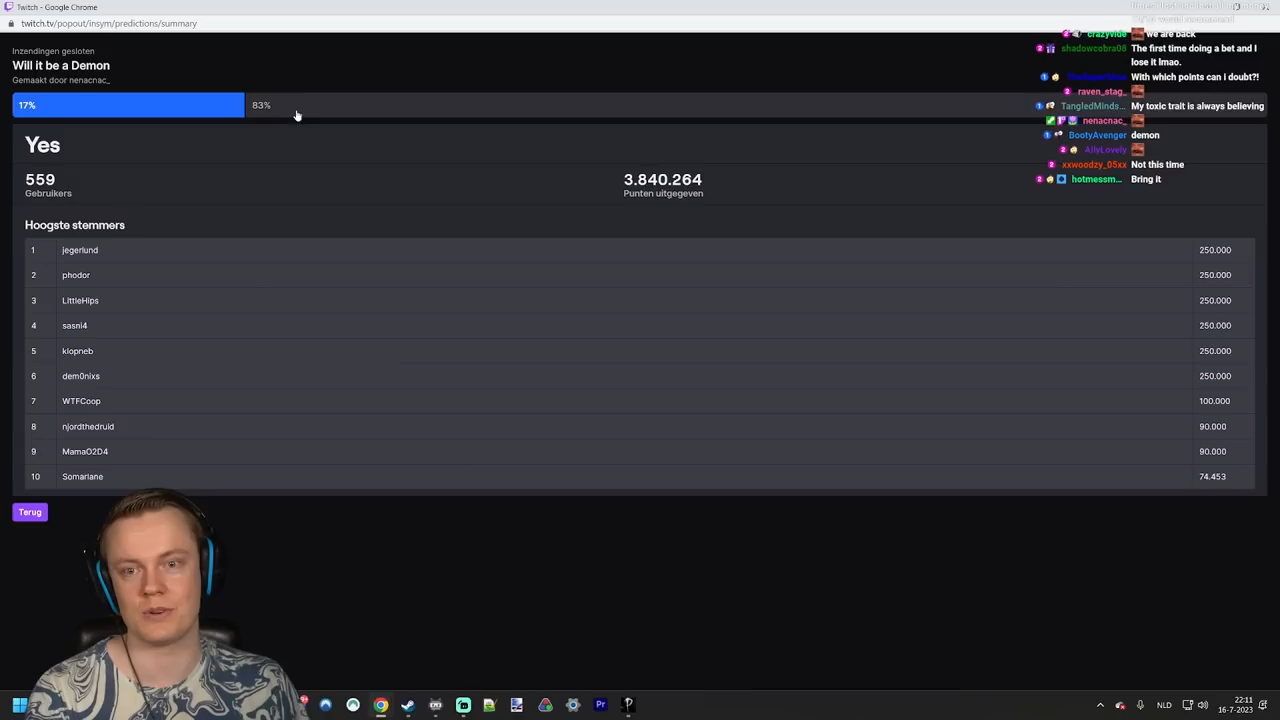 Twitch - Google Chrome
twitch.tv/popout/insym/predictions/summary
Inzendingen gesloten
Will it be a Demon
Gemaakt door nenacnac_
17%
83%
Yes
559
Gebruikers
3.840.264
Punten uitgegeven
Hoogste stemmers
1 jegerlund 250.000
2 phodor 250.000
3 LittleHips 250.000
4 sasni4 250.000
5 klopneb 250.000
6 dem0nixs 250.000
7 WTFCoop 100.000
8 njordthedruid 90.000
9 MamaO2D4 90.000
10 Somarlane 74.453
Terug
crazyvide we are back
shadowcobra08 The first time doing a bet and I
lose it lmao.
With which points can i doubt?!
raven_stag_
TangledMinds... My toxic trait is always believing
nenacnac_
BootyAvenger demon
AllyLovely
xxwoodzy_05xx Not this time
hotmessm... Bring it
NLD
22:11
16-7-2023